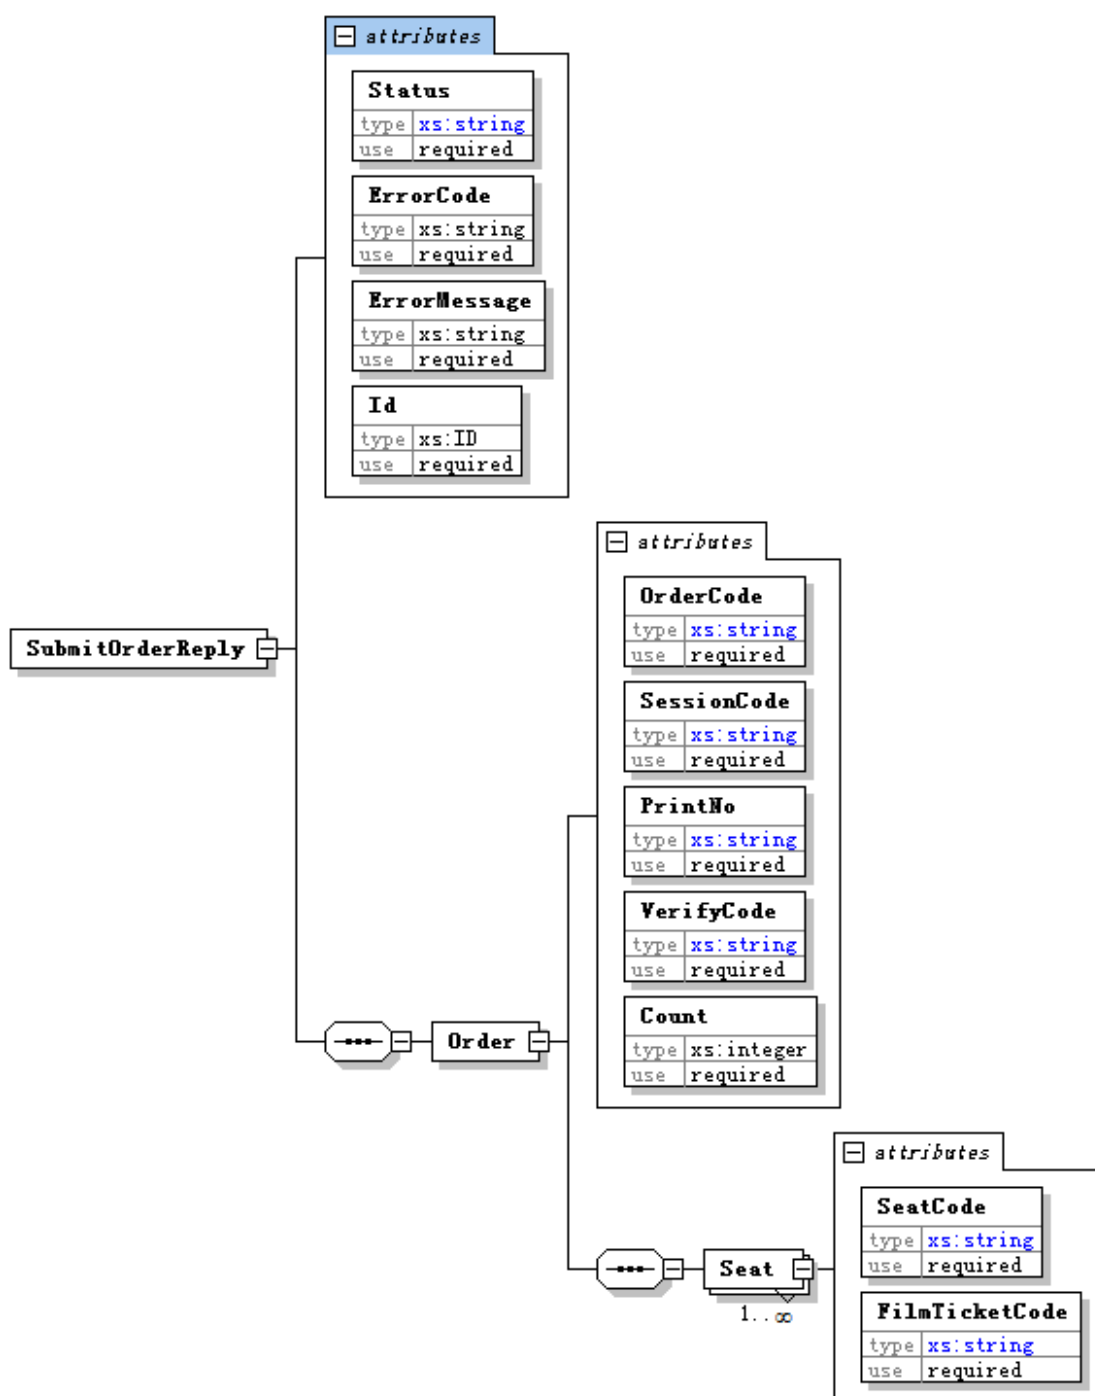 attributes
Status
type xs:string
use required
ErrorCode
type xs:string
use required
ErrorMessage
type xs:string
use required
Id
type xs:ID
use required
SubmitOrderReply
attributes
OrderCode
type xs:string
use required
SessionCode
type xs:string
use required
PrintNo
type xs:string
use required
VerifyCode
type xs:string
use required
Count
type xs:integer
use required
Order
attributes
SeatCode
type xs:string
use required
Seat
1..∞
FilmTicketCode
type xs:string
use required